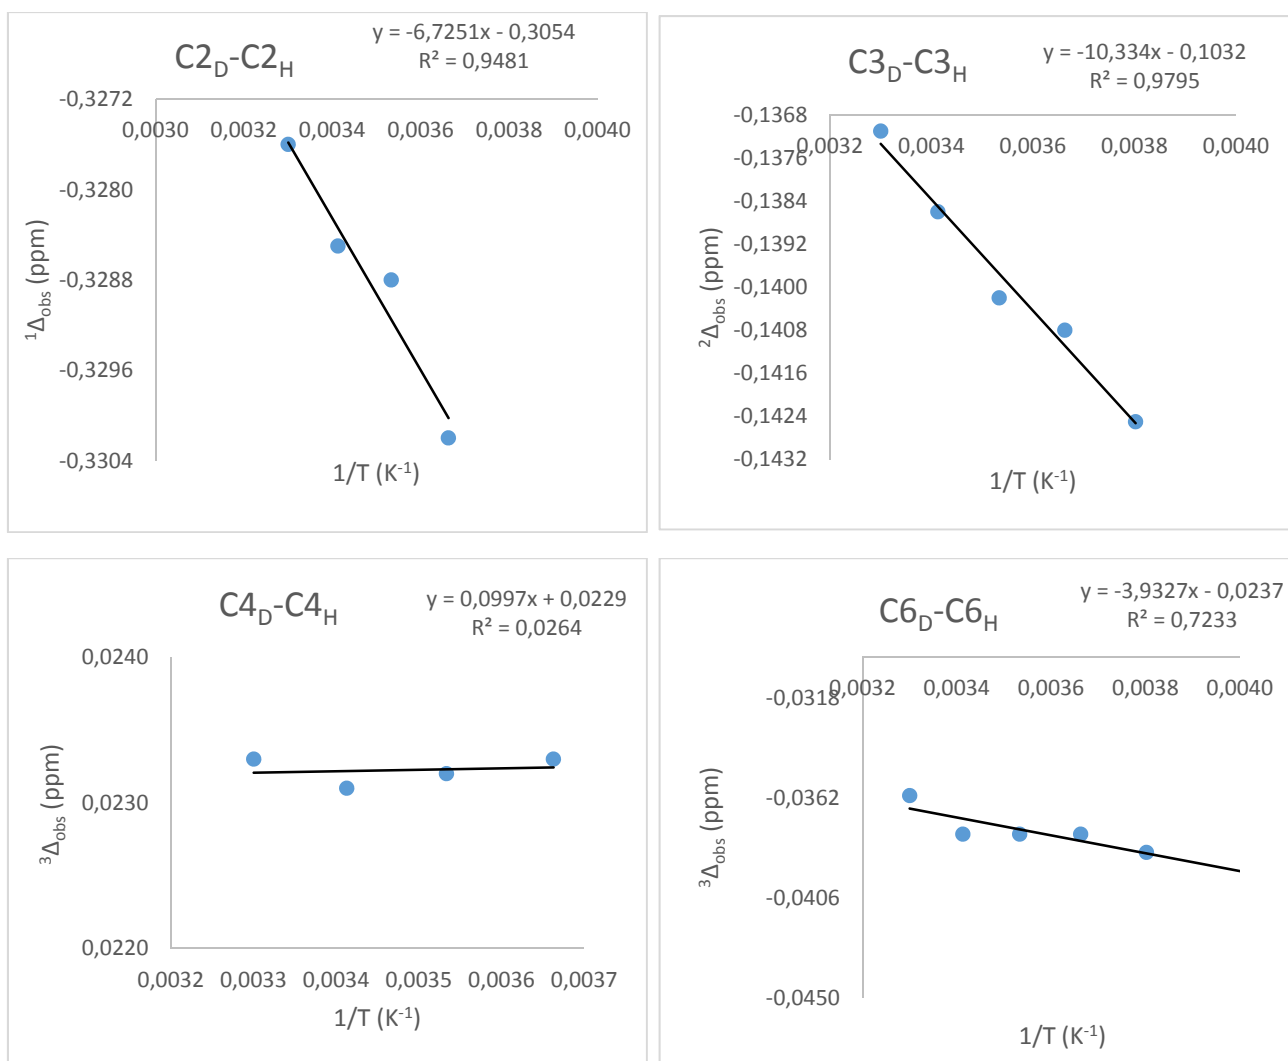 C2D-C2H
y = -6,7251x - 0,3054
R² = 0,9481
-0,3272
0,0030 0,0032 0,0034 0,0036 0,0038 0,0040
-0,3280
-0,3288
-0,3296
-0,3304
¹Δobs (ppm)
1/T (K⁻¹)
C3D-C3H
y = -10,334x - 0,1032
R² = 0,9795
-0,1368
0,0032 0,0034 0,0036 0,0038 0,0040
-0,1376
-0,1384
-0,1392
-0,1400
-0,1408
-0,1416
-0,1424
-0,1432
²Δobs (ppm)
1/T (K⁻¹)
C4D-C4H
y = 0,0997x + 0,0229
R² = 0,0264
0,0240
0,0230
0,0220
0,0032 0,0033 0,0034 0,0035 0,0036 0,0037
³Δobs (ppm)
1/T (K⁻¹)
C6D-C6H
y = -3,9327x - 0,0237
R² = 0,7233
0,0032 0,0034 0,0036 0,0038 0,0040
-0,0318
-0,0362
-0,0406
-0,0450
³Δobs (ppm)
1/T (K⁻¹)